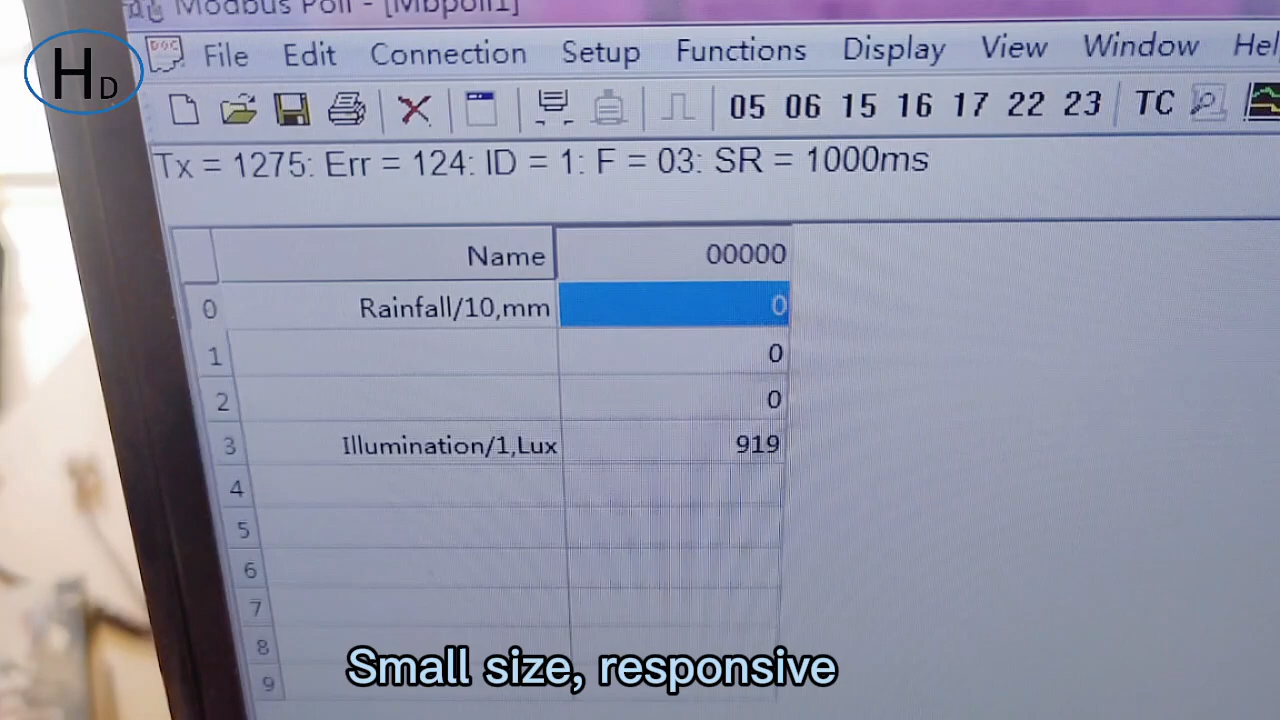 Modbus Poll - [Mbpoll1]
HD
File Edit Connection Setup Functions Display View Window Hel
DOC
05 06 15 16 17 22 23 TC
Tx = 1275: Err = 124: ID = 1: F = 03: SR = 1000ms
Name 00000
0 Rainfall/10,mm 0
1 0
2 0
3 Illumination/1,Lux 919
4
5
6
7
8
9
Small size, responsive